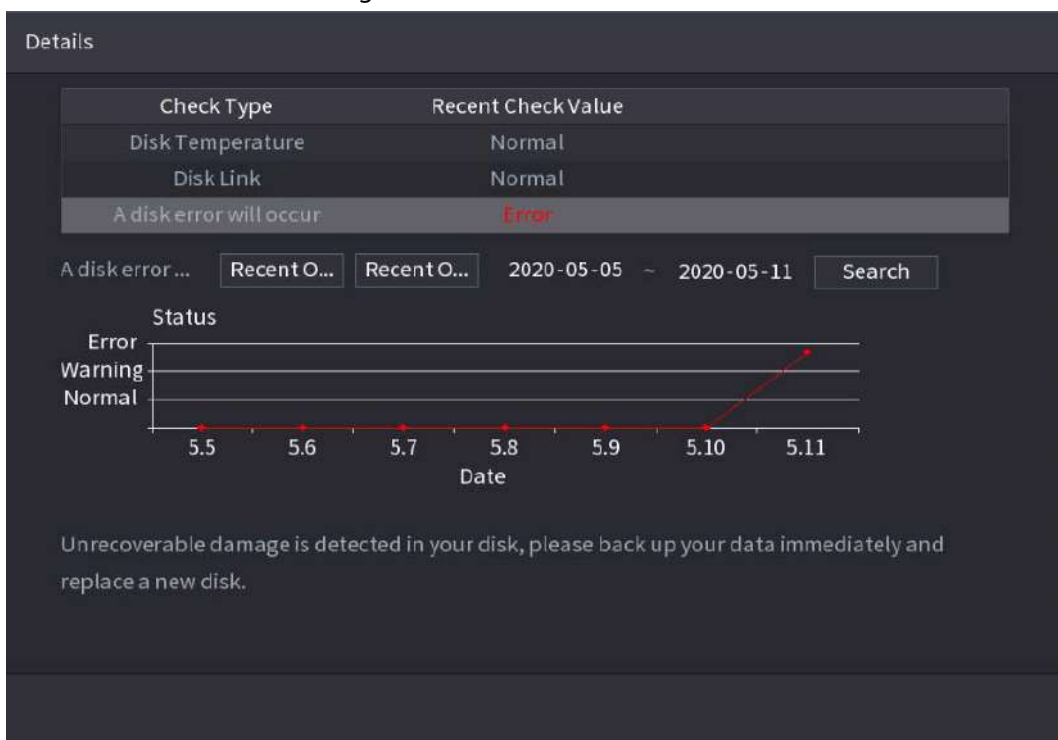 Details
Check Type Recent Check Value
Disk Temperature Normal
Disk Link Normal
A disk error will occur Error
A disk error ... Recent O... Recent O... 2020-05-05 ~ 2020-05-11 Search
Status
Error
Warning
Normal
5.5 5.6 5.7 5.8 5.9 5.10 5.11
Date
Unrecoverable damage is detected in your disk, please back up your data immediately and
replace a new disk.